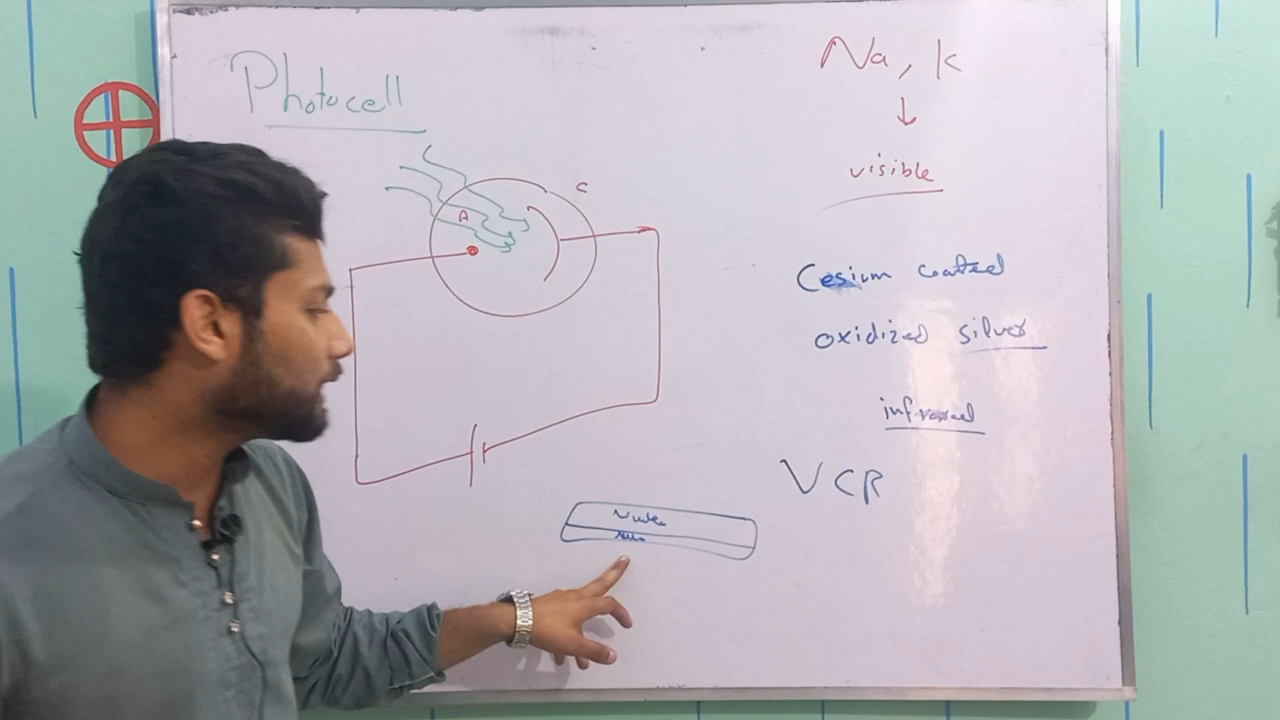 Photocell
Na, K
↓
visible
A
C
Cesium coated
oxidized silver
infrared
VCR